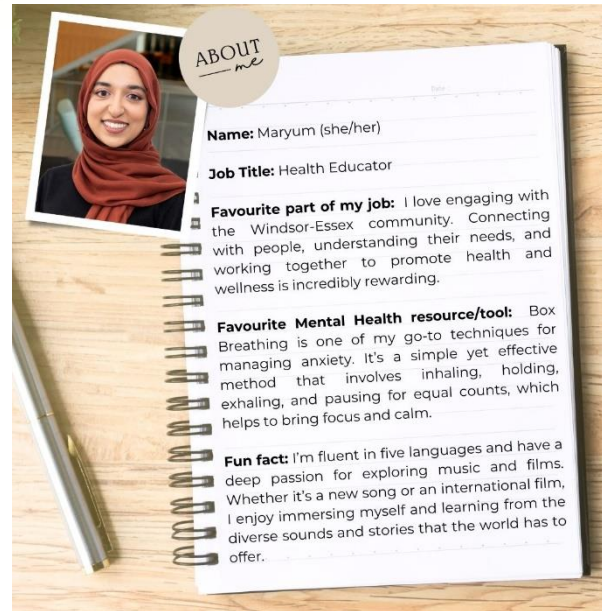 ABOUT
me
Date :
Name: Maryum (she/her)
Job Title: Health Educator
Favourite part of my job: I love engaging with
the Windsor-Essex community. Connecting
with people, understanding their needs, and
working together to promote health and
wellness is incredibly rewarding.
Favourite Mental Health resource/tool: Box
Breathing is one of my go-to techniques for
managing anxiety. It's a simple yet effective
method that involves inhaling, holding,
exhaling, and pausing for equal counts, which
helps to bring focus and calm.
Fun fact: I'm fluent in five languages and have a
deep passion for exploring music and films.
Whether it's a new song or an international film,
I enjoy immersing myself and learning from the
diverse sounds and stories that the world has to
offer.